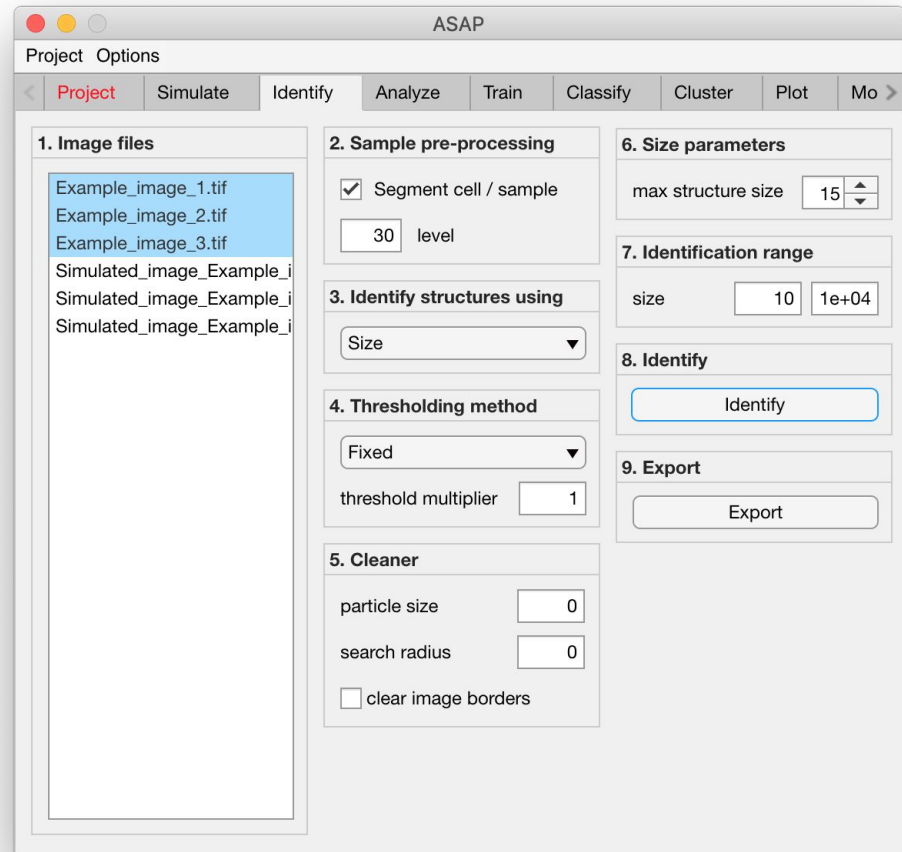 ASAP
Project Options
Project Simulate Identify Analyze Train Classify Cluster Plot Mo
1. Image files
Example_image_1.tif
Example_image_2.tif
Example_image_3.tif
Simulated_image_Example_i
Simulated_image_Example_i
Simulated_image_Example_i
2. Sample pre-processing
Segment cell / sample
30 level
3. Identify structures using
Size
4. Thresholding method
Fixed
threshold multiplier 1
5. Cleaner
particle size 0
search radius 0
clear image borders
6. Size parameters
max structure size 15
7. Identification range
size 10 1e+04
8. Identify
Identify
9. Export
Export